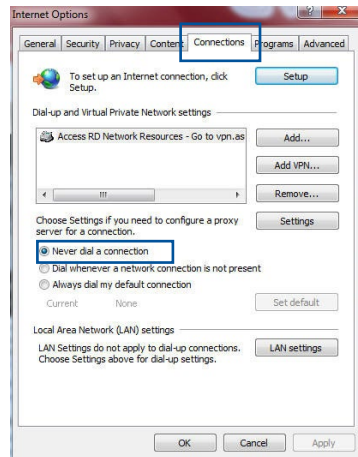 Internet Options
General Security Privacy Content Connections Programs Advanced
To set up an Internet connection, click
Setup.
Setup
Dial-up and Virtual Private Network settings
Access RD Network Resources - Go to vpn.as
Add...
Add VPN...
Remove...
Choose Settings if you need to configure a proxy
server for a connection.
Settings
Never dial a connection
Dial whenever a network connection is not present
Always dial my default connection
Current None
Set default
Local Area Network (LAN) settings
LAN Settings do not apply to dial-up connections.
Choose Settings above for dial-up settings.
LAN settings
OK Cancel Apply